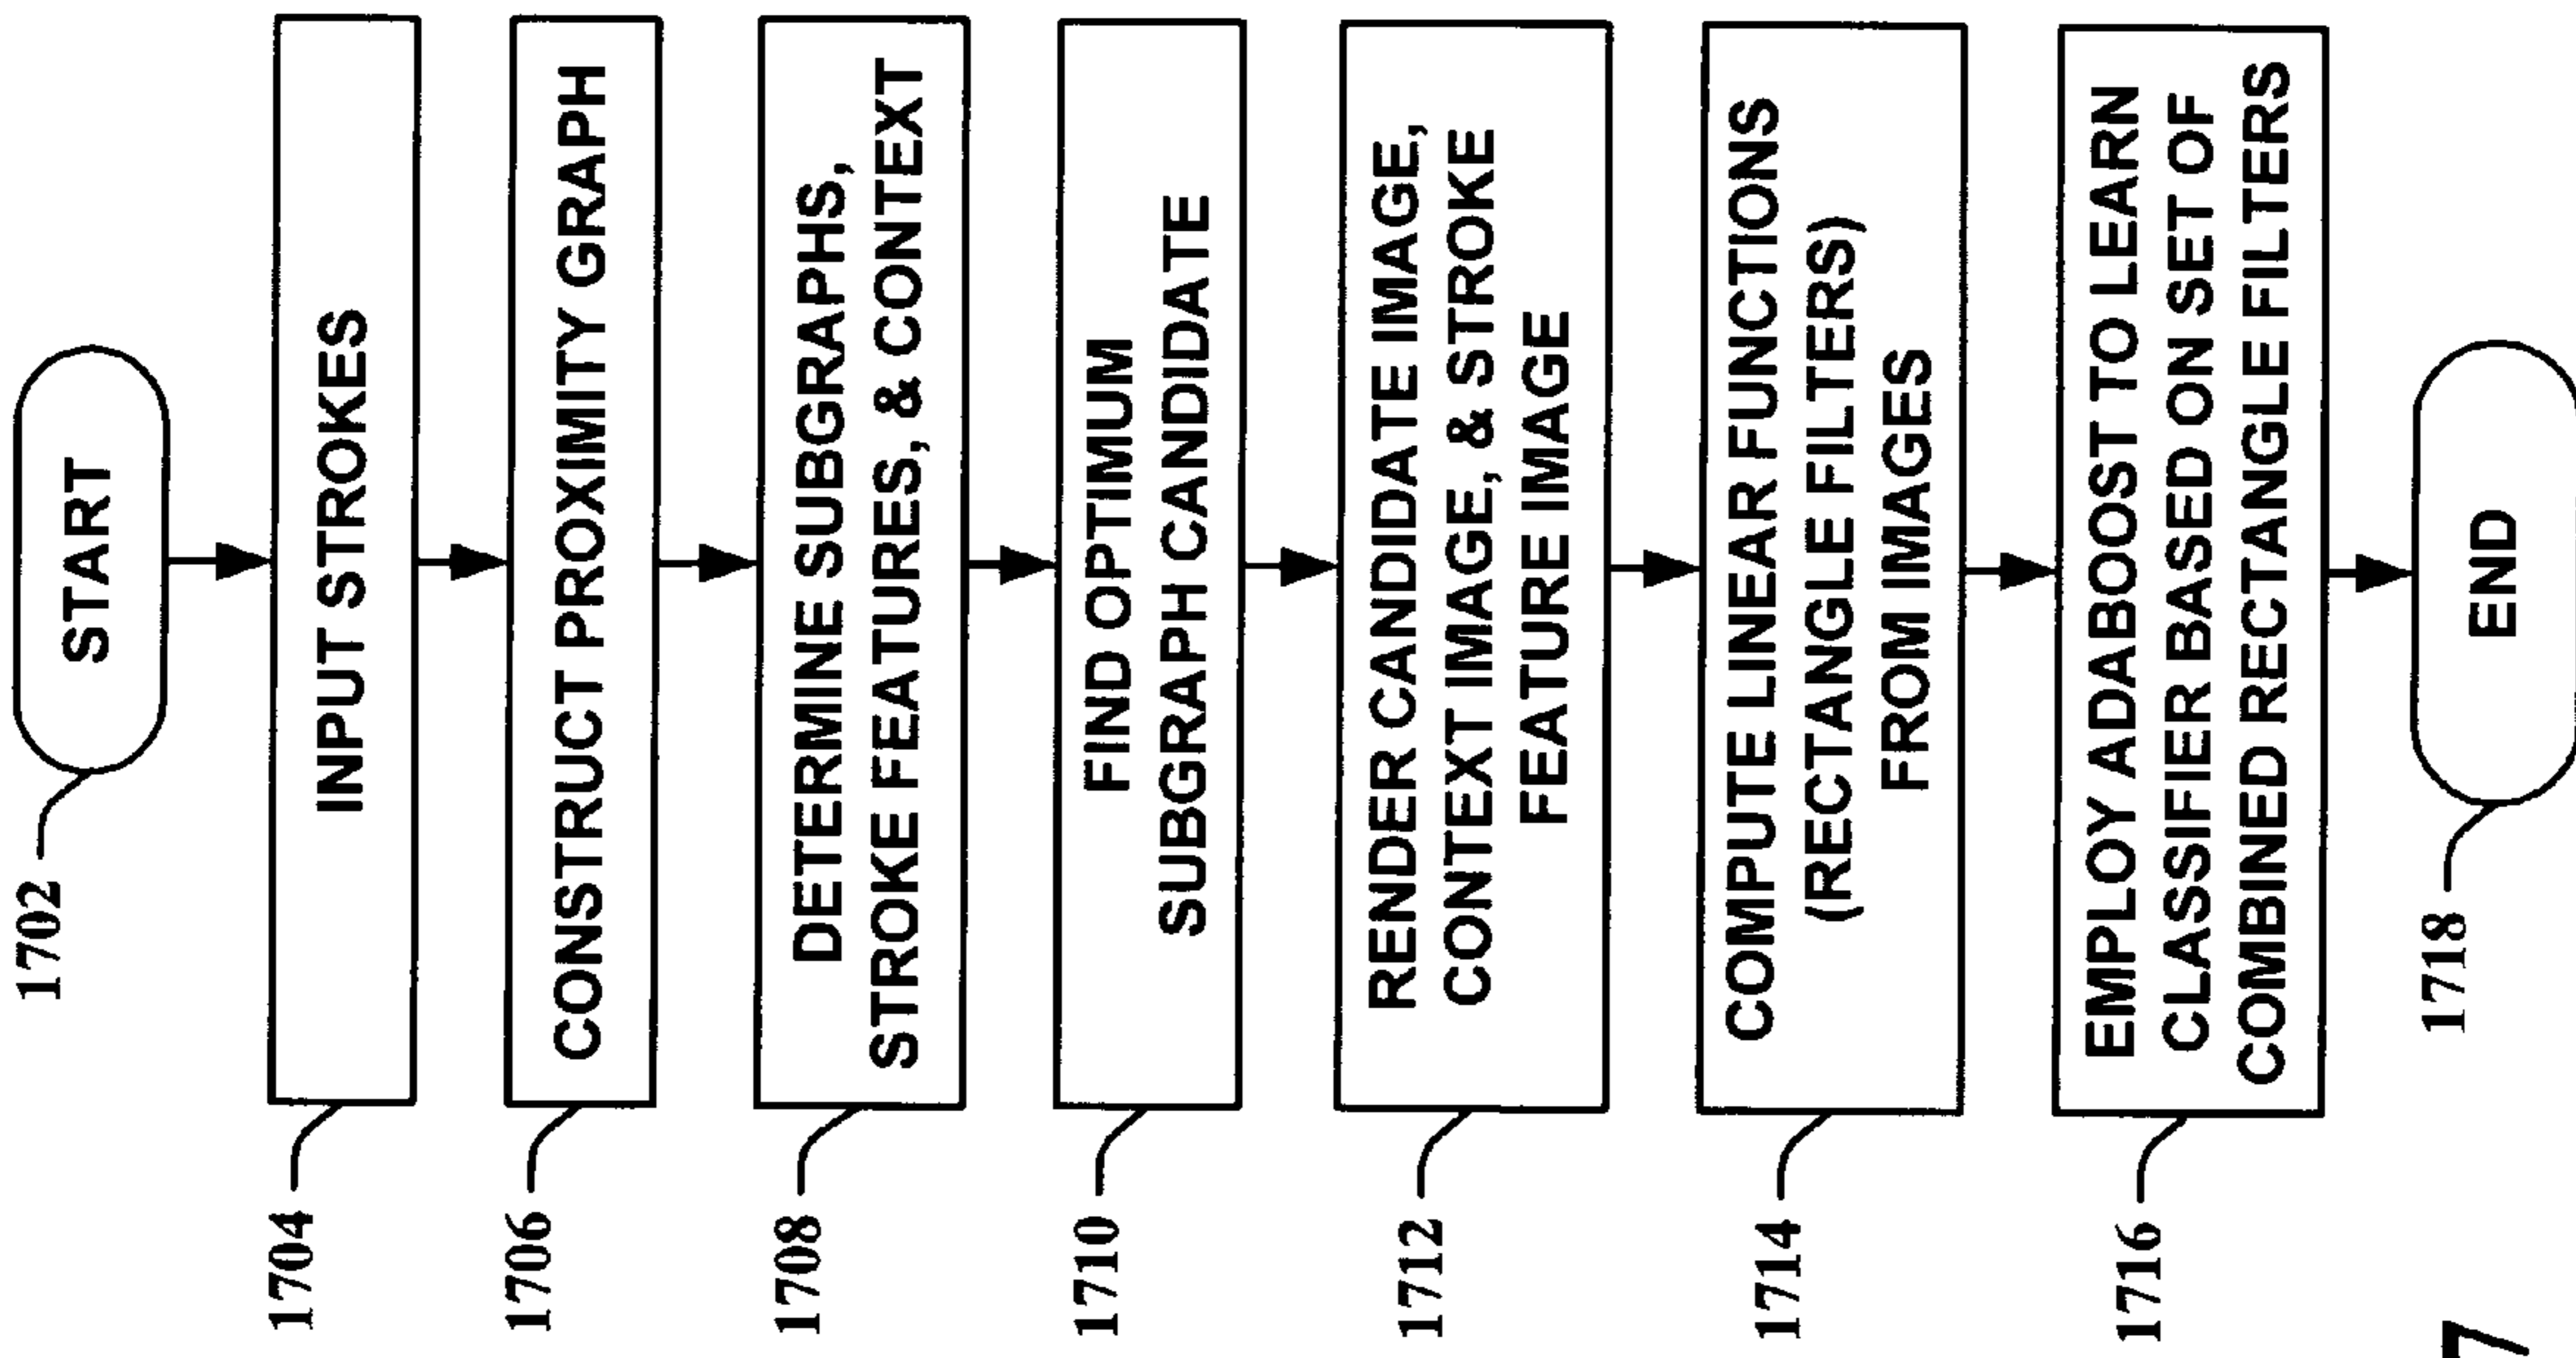 START
1702
INPUT STROKES
1704
CONSTRUCT PROXIMITY GRAPH
1706
DETERMINE SUBGRAPHS,
STROKE FEATURES, & CONTEXT
1708
FIND OPTIMUM
SUBGRAPH CANDIDATE
1710
RENDER CANDIDATE IMAGE,
CONTEXT IMAGE, & STROKE
FEATURE IMAGE
1712
COMPUTE LINEAR FUNCTIONS
(RECTANGLE FILTERS)
FROM IMAGES
1714
EMPLOY ADABOOST TO LEARN
CLASSIFIER BASED ON SET OF
COMBINED RECTANGLE FILTERS
1716
END
1718
7